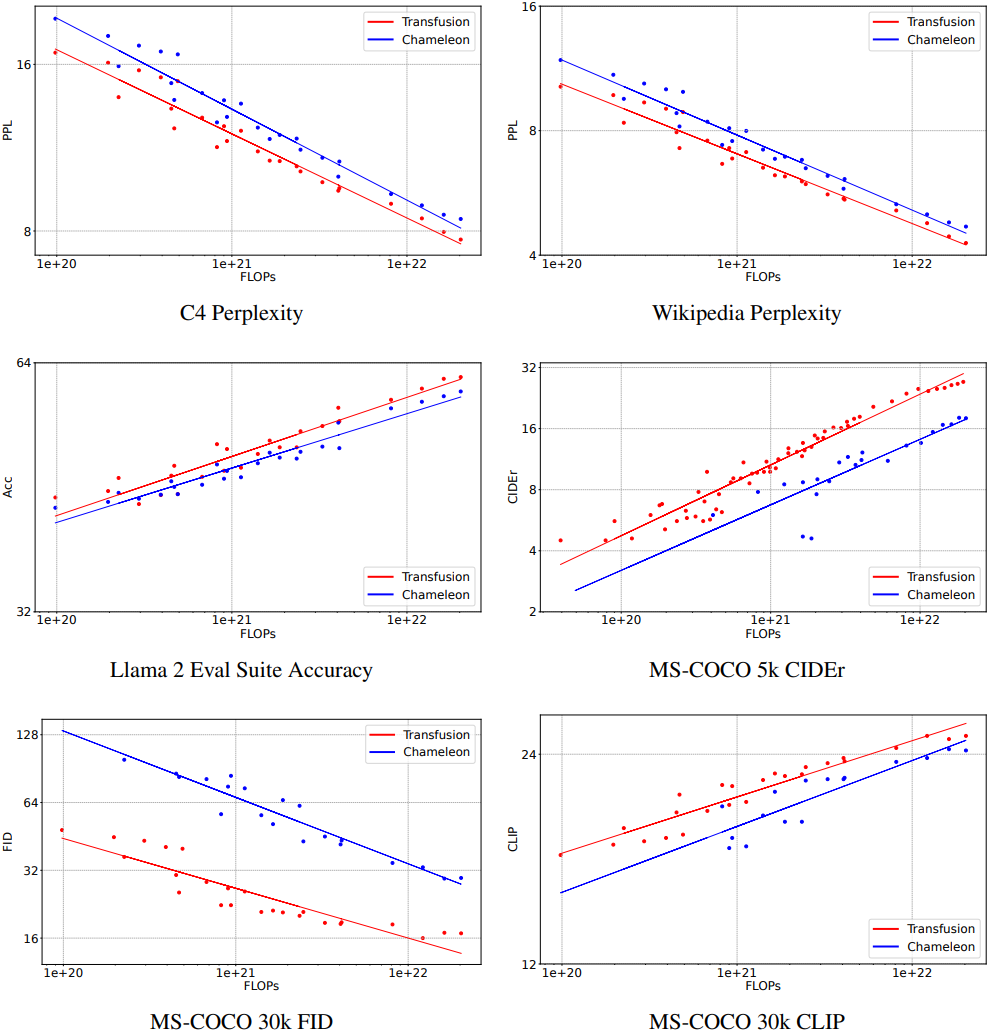 Transfusion
Chameleon
16
8
PPL
1e+20
1e+21
1e+22
FLOPs
C4 Perplexity
Transfusion
Chameleon
16
8
4
PPL
1e+20
1e+21
1e+22
FLOPs
Wikipedia Perplexity
64
32
Acc
Transfusion
Chameleon
1e+20
1e+21
1e+22
FLOPs
Llama 2 Eval Suite Accuracy
32
16
8
4
2
CIDEr
Transfusion
Chameleon
1e+20
1e+21
1e+22
FLOPs
MS-COCO 5k CIDEr
Transfusion
Chameleon
128
64
32
16
FID
1e+20
1e+21
1e+22
FLOPs
MS-COCO 30k FID
24
12
CLIP
Transfusion
Chameleon
1e+20
1e+21
1e+22
FLOPs
MS-COCO 30k CLIP